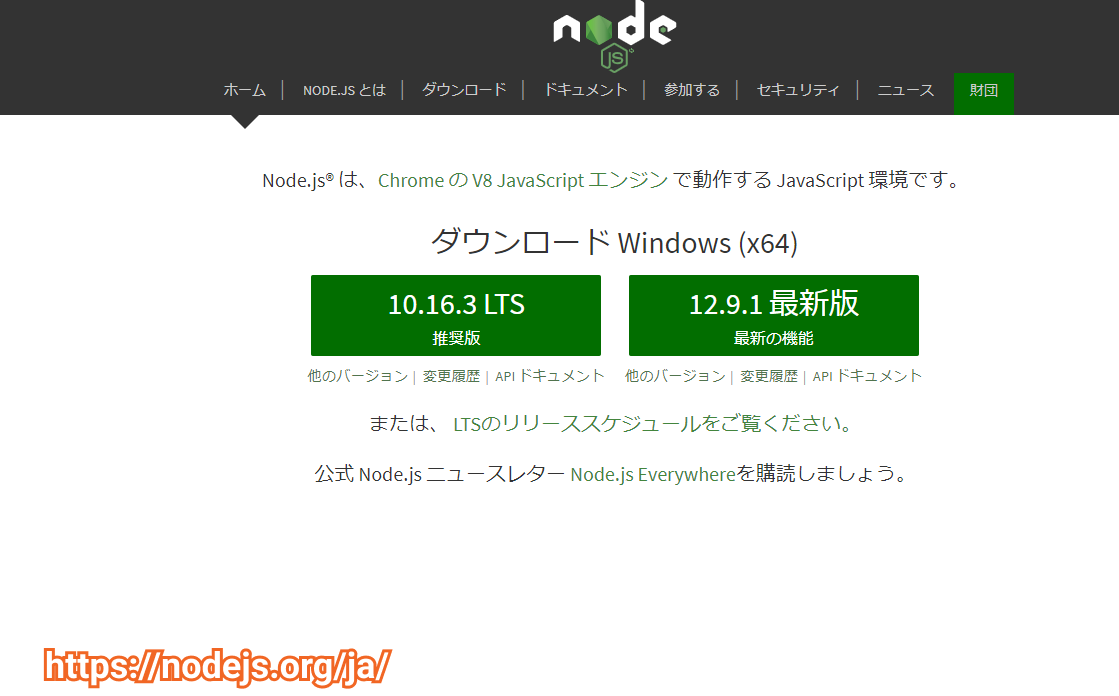 node
JS
ホーム | NODE.JS とは | ダウンロード | ドキュメント | 参加する | セキュリティ | ニュース 財団
Node.js® は、Chrome の V8 JavaScript エンジン で動作する JavaScript 環境です。
ダウンロード Windows (x64)
10.16.3 LTS
推奨版
12.9.1 最新版
最新の機能
他のバージョン | 変更履歴 | API ドキュメント
他のバージョン | 変更履歴 | API ドキュメント
または、 LTSのリリーススケジュールをご覧ください。
公式 Node.js ニュースレター Node.js Everywhereを購読しましょう。
https://nodejs.org/ja/